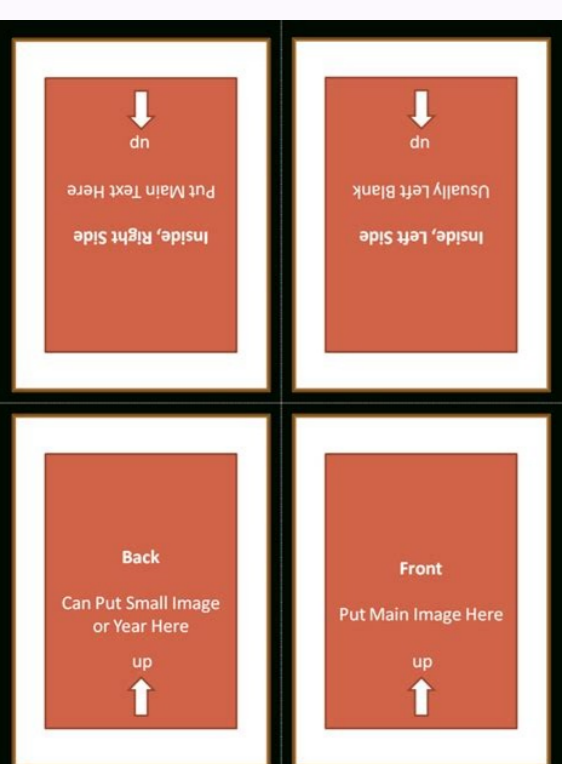 Inside, Right Side
Put Main Text Here
up
Inside, Left Side
Usually Left Blank
up
Back
Can Put Small Image
or Year Here
up
Front
Put Main Image Here
up